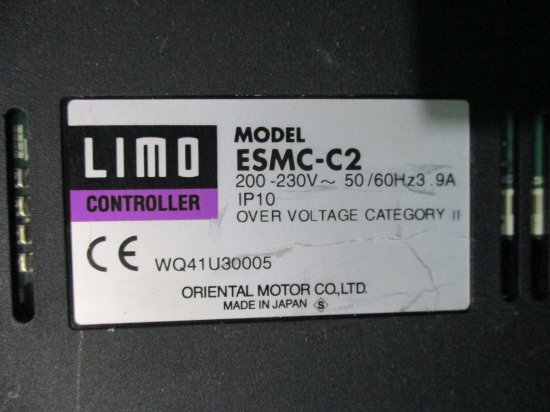 LIMO
CONTROLLER
MODEL
ESMC-C2
200-230V~ 50/60Hz3.9A
IP10
OVER VOLTAGE CATEGORY II
CE WQ41U30005
ORIENTAL MOTOR CO.,LTD.
MADE IN JAPAN S